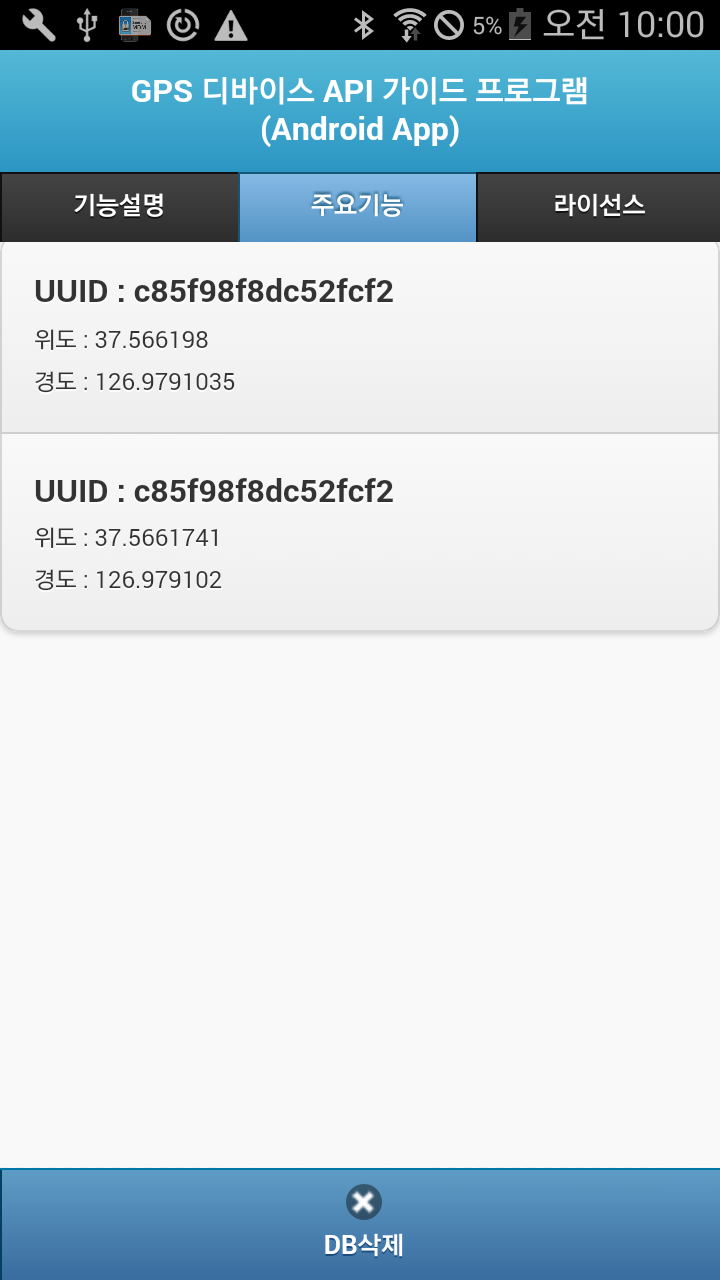 5% 오전 10:00
GPS 디바이스 API 가이드 프로그램
(Android App)
기능설명 주요기능 라이선스
UUID : c85f98f8dc52fcf2
위도 : 37.566198
경도 : 126.9791035
UUID : c85f98f8dc52fcf2
위도 : 37.5661741
경도 : 126.979102
DB삭제